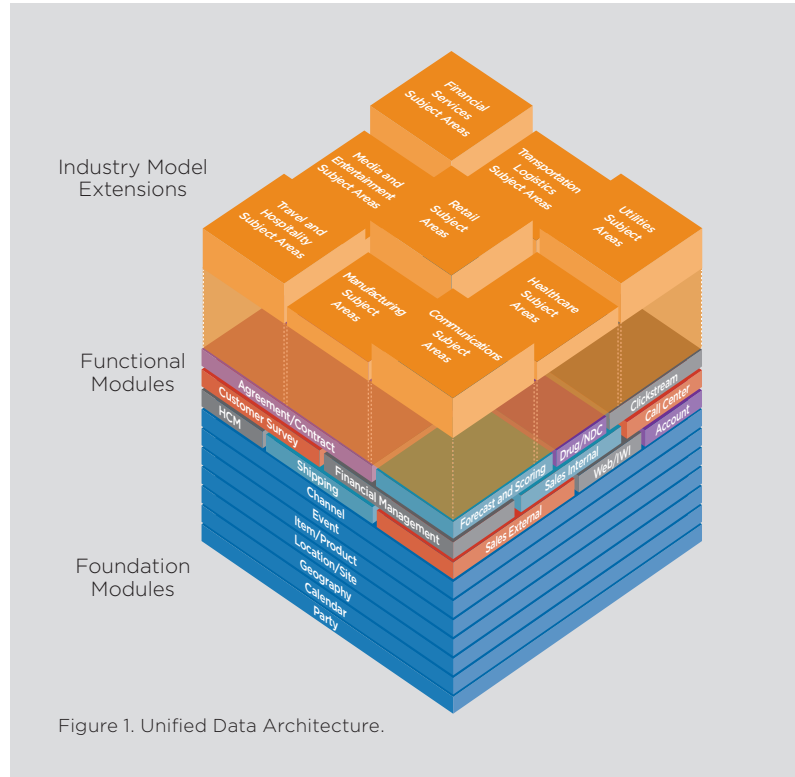 Financial
Services
Subject Areas
Media and
Entertainment
Subject Areas
Transportation
Logistics
Subject Areas
Industry Model
Extensions
Travel and
Hospitality
Subject Areas
Retail
Subject
Areas
Utilities
Subject
Areas
Manufacturing
Subject
Areas
Communications
Subject
Areas
Healthcare
Subject
Areas
Functional
Modules
Agreement/Contract
Customer Survey
HCM
Shipping
Financial Management
Forecast and Scoring
Drug/NDC
Clickstream
Sales Internal
Call Center
Sales External
Web/IWI
Account
Foundation
Modules
Channel
Event
Item/Product
Location/Site
Geography
Calendar
Party
Figure 1. Unified Data Architecture.